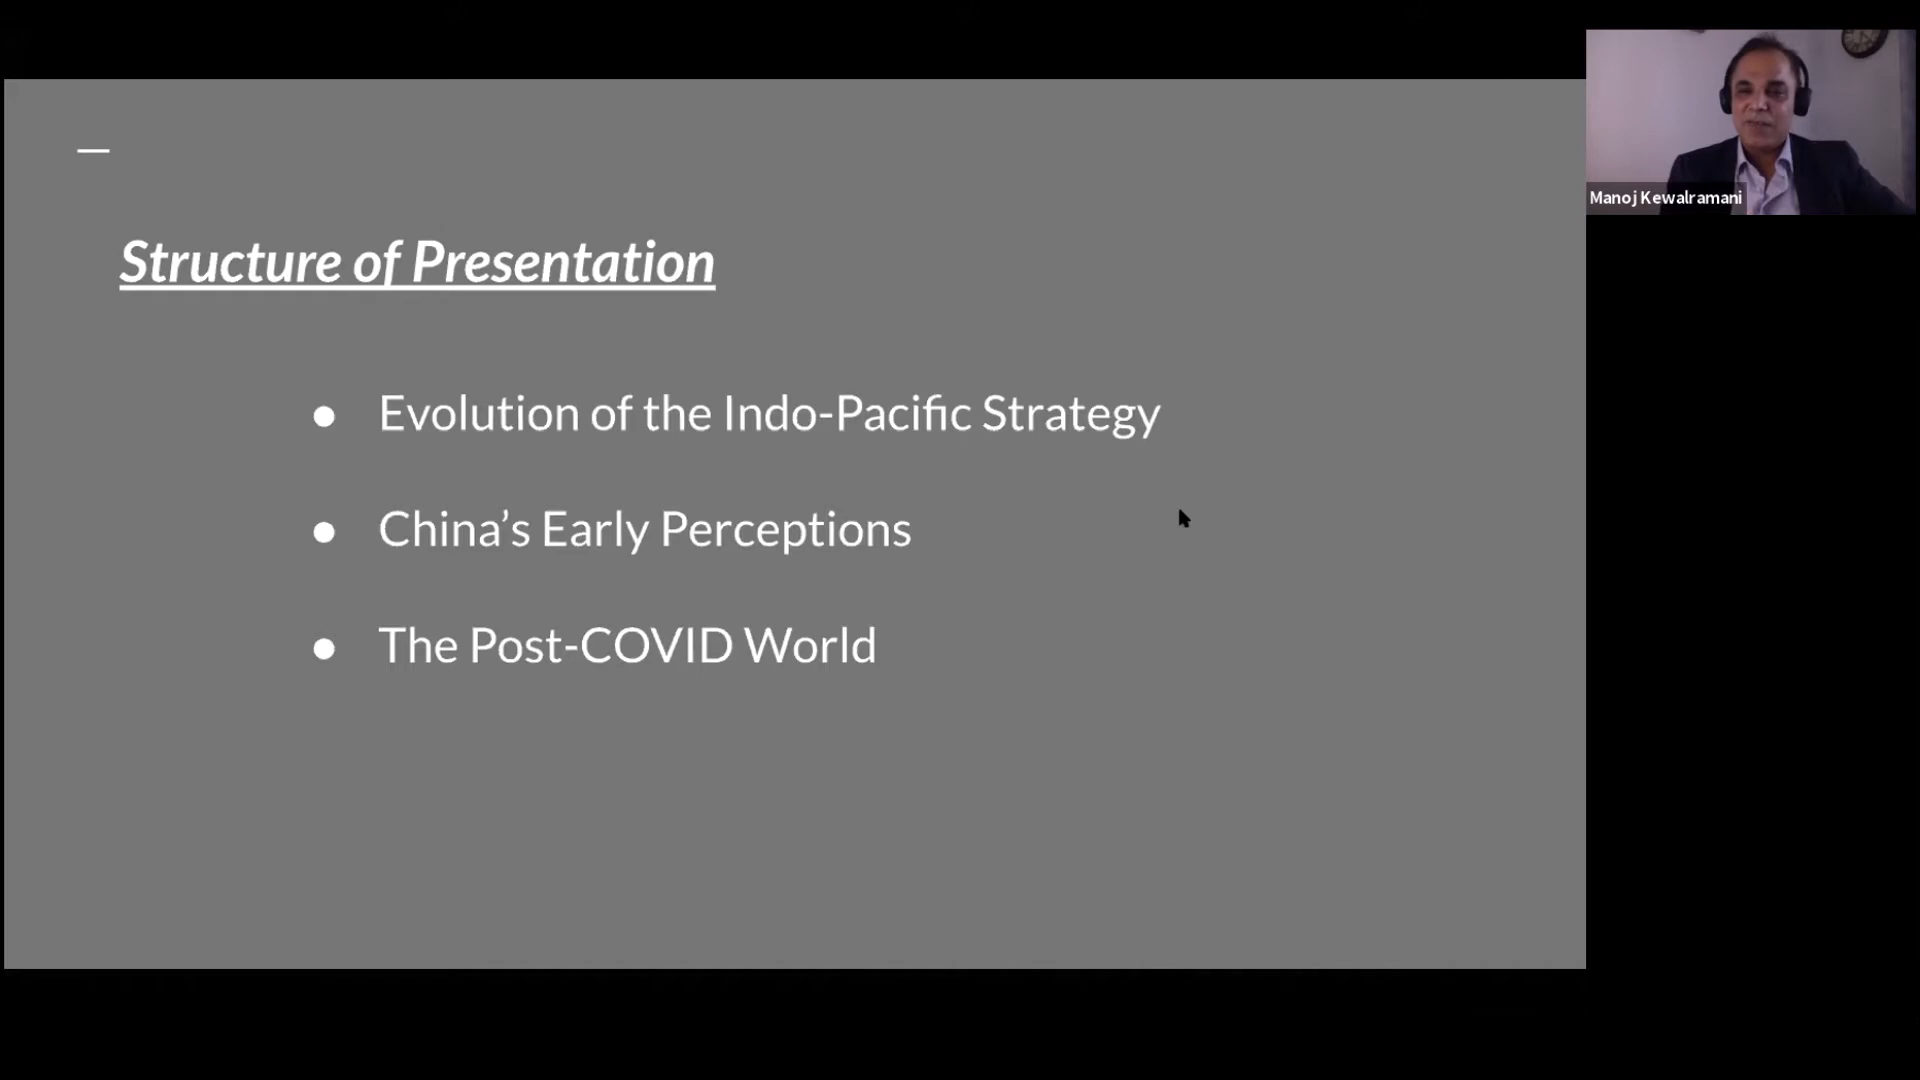 Structure of Presentation
● Evolution of the Indo-Pacific Strategy
● China’s Early Perceptions
● The Post-COVID World
Manoj Kewalramani